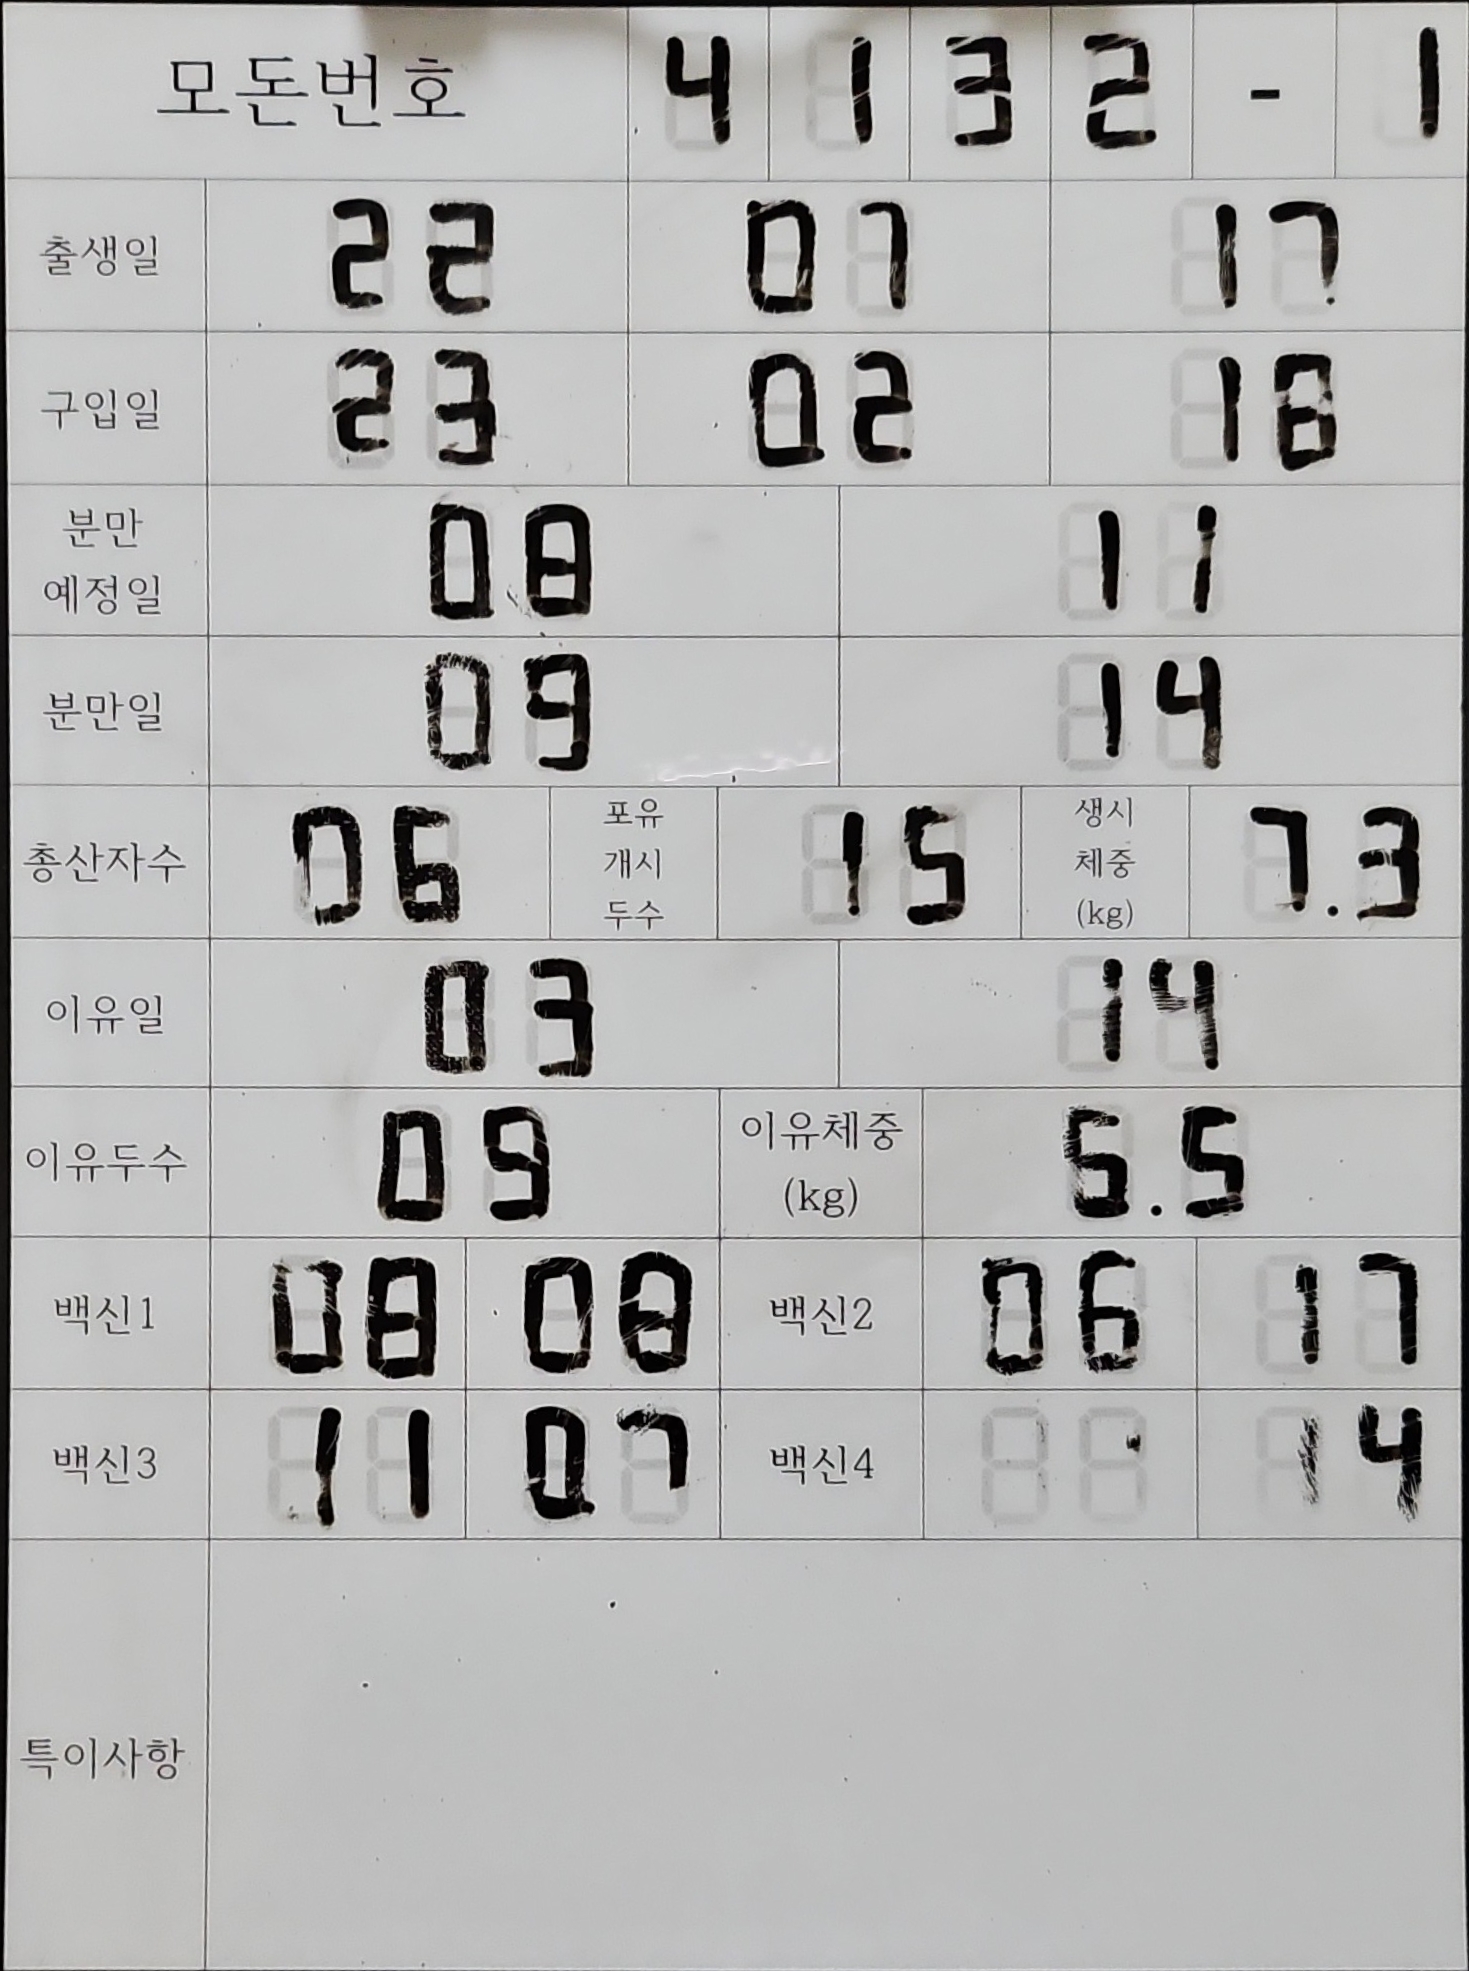 모돈번호 4 1 3 2 - 1
출생일 22 07 17
구입일 23 02 18
분만 예정일 08 11
분만일 09 14
총산자수 06 포유 개시 두수 15 생시 체중 (kg) 7.3
이유일 03 14
이유두수 09 이유체중 (kg) 6.5
백신1 08 08 백신2 06 17
백신3 11 07 백신4 14
특이사항